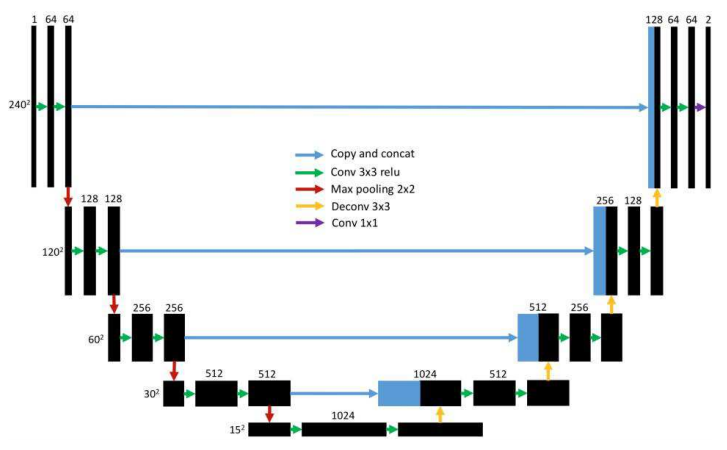 1 64 64
128 64 64 2
240²
Copy and concat
Conv 3x3 relu
Max pooling 2x2
Deconv 3x3
Conv 1x1
128 128
256 128
120²
256 256
512 256
60²
512 512
1024 512
30²
1024
15²